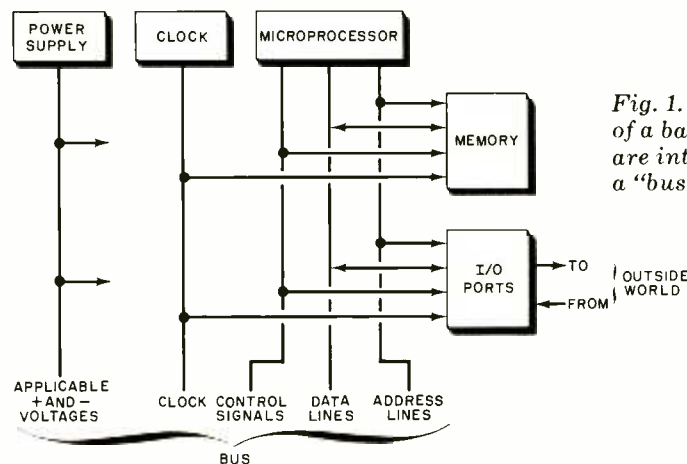 POWER
SUPPLY
CLOCK
MICROPROCESSOR
MEMORY
I/O
PORTS
TO
FROM
OUTSIDE
WORLD
APPLICABLE
+AND-
VOLTAGES
CLOCK
CONTROL
SIGNALS
DATA
LINES
ADDRESS
LINES
BUS
Fig. 1.
of a ba
are int
a "bus